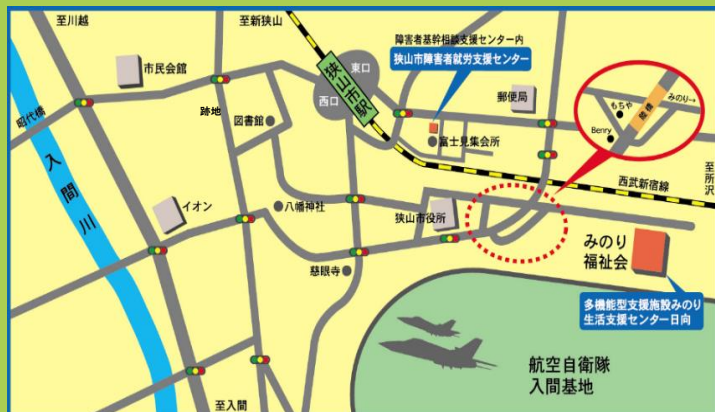 至川越
至新狭山
障害者基幹相談支援センター内
狭山市障害者就労支援センター
市民会館
東口
狭山市駅
西口
郵便局
もちゃ
みのり→
陸橋
Benry
昭代橋
跡地
図書館
富士見集会所
至所沢
西武新宿線
入間川
イオン
八幡神社
狭山市役所
みのり
福祉会
慈眼寺
多機能型支援施設みのり
生活支援センター日向
航空自衛隊
入間基地
至入間